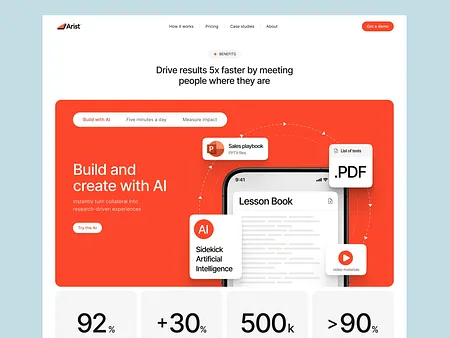 Arist
How it works
Pricing
Case studies
About
Get a demo
BENEFITS
Drive results 5x faster by meeting
people where they are
Build with AI
Five minutes a day
Measure impact
Build and
create with AI
Instantly turn collateral into
research-driven experiences
Try the AI
Sales playbook
PPTX files
List of texts
.PDF
9:41
Lesson Book
AI
Sidekick
Artificial
Intelligence
video materials
92%
+30%
500k
>90%